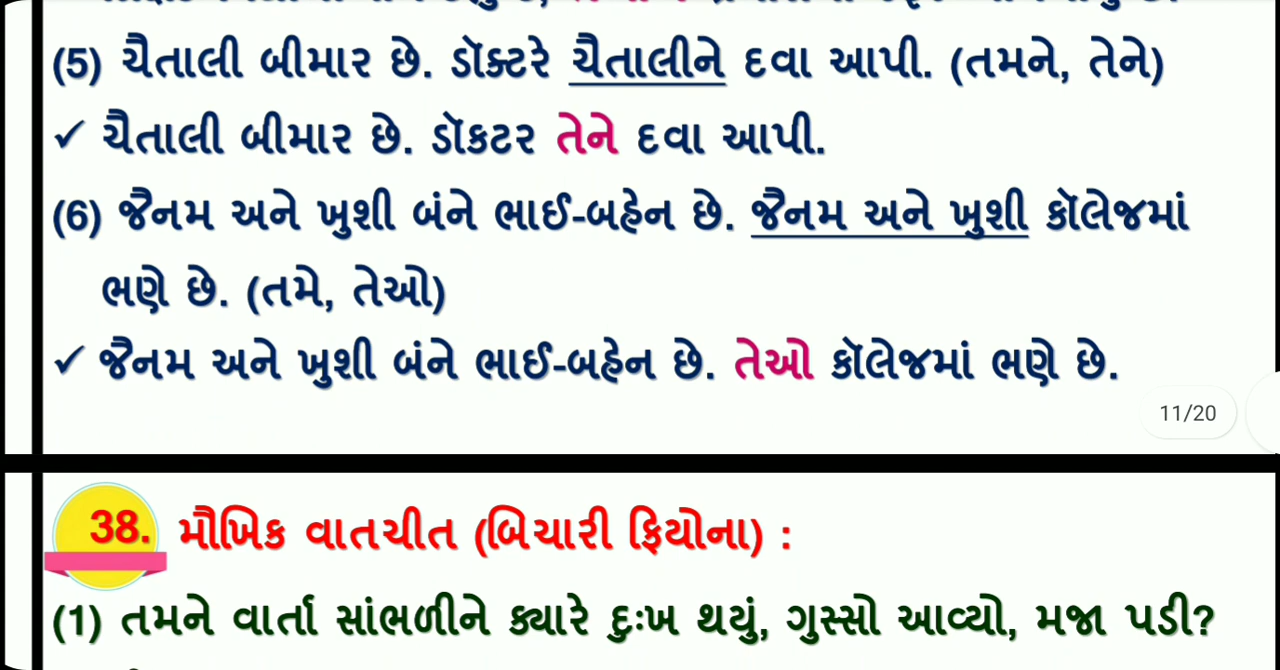 (5) ચૈતાલી બીમાર છે. ડૉક્ટરે ચૈતાલીને દવા આપી. (તમને, તેને)
✓ ચૈતાલી બીમાર છે. ડૉકટર તેને દવા આપી.
(6) જૈનમ અને ખુશી બંને ભાઈ-બહેન છે. જૈનમ અને ખુશી કૉલેજમાં
ભણે છે. (તમે, તેઓ)
✓ જૈનમ અને ખુશી બંને ભાઈ-બહેન છે. તેઓ કૉલેજમાં ભણે છે.
11/20
38. મૌખિક વાતચીત (બિચારી ફિયોના) :
(1) તમને વાર્તા સાંભળીને ક્યારે દુઃખ થયું, ગુસ્સો આવ્યો, મજા પડી?